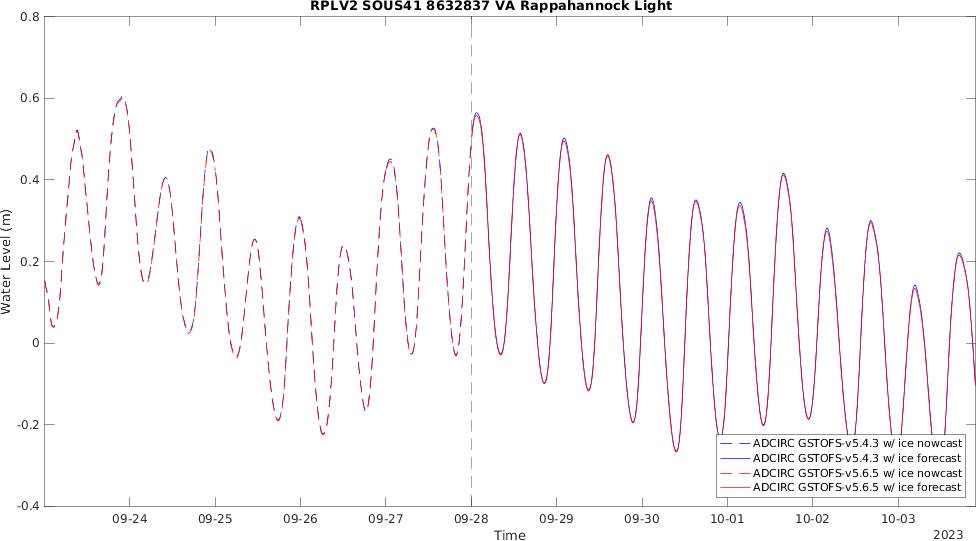 RPLV2 SOUS41 8632837 VA Rappahannock Light
0.8
0.6
0.4
0.2
0
-0.2
-0.4
Water Level (m)
09-24 09-25 09-26 09-27 09-28 09-29 09-30 10-01 10-02 10-03
Time
2023
ADCIRC GSTOFS-v5.4.3 w/ ice nowcast
ADCIRC GSTOFS-v5.4.3 w/ ice forecast
ADCIRC GSTOFS-v5.6.5 w/ ice nowcast
ADCIRC GSTOFS-v5.6.5 w/ ice forecast